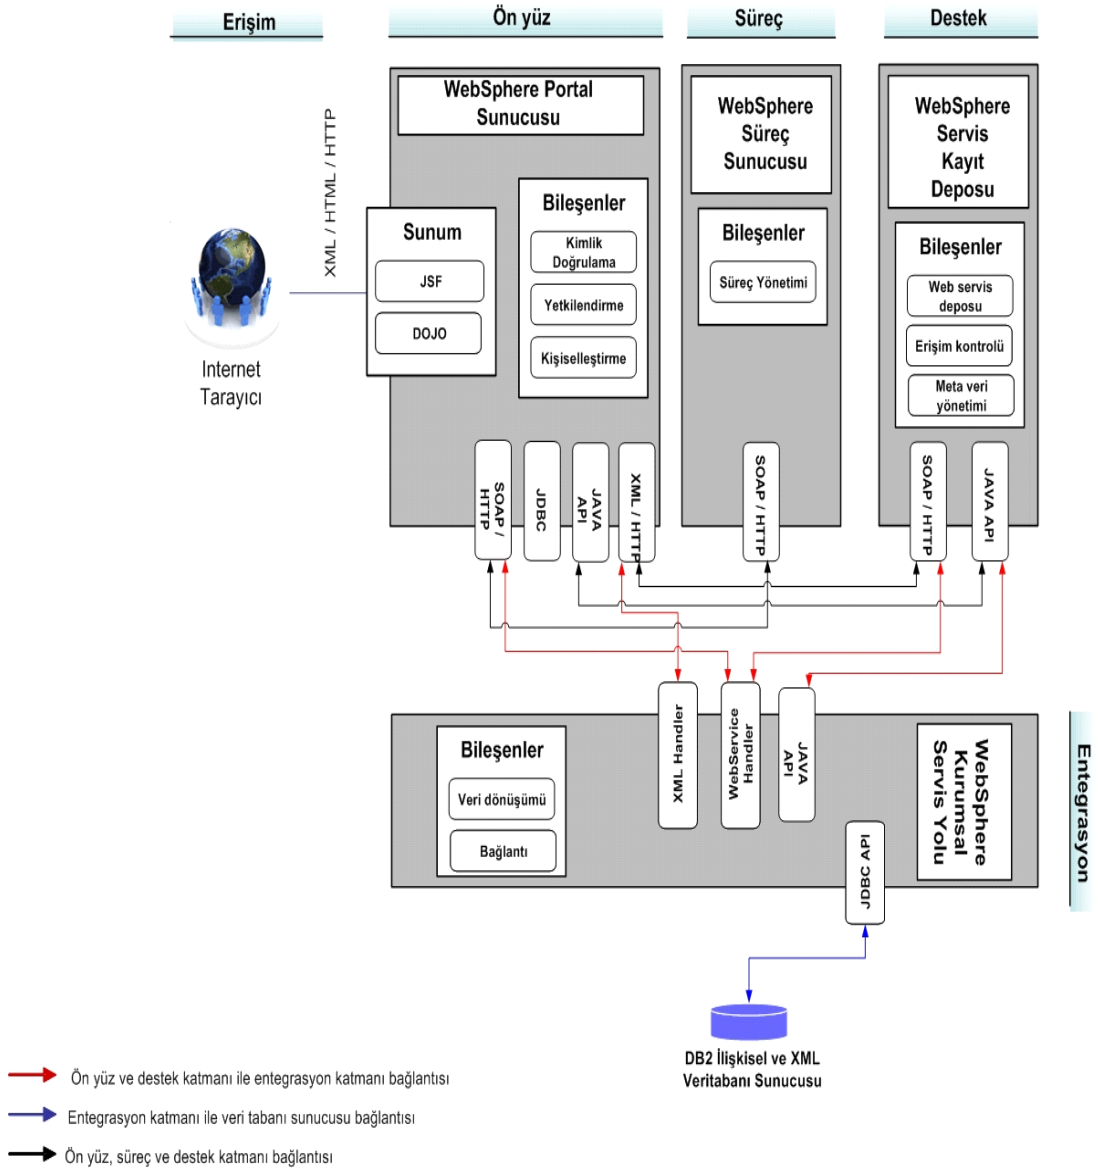 Erişim
Ön yüz
Süreç
Destek
WebSphere Portal
Sunucusu
WebSphere
Süreç
Sunucusu
WebSphere
Servis
Kayıt
Deposu
XML / HTML / HTTP
Sunum
JSF
DOJO
Bileşenler
Kimlik
Doğrulama
Yetkilendirme
Kişiselleştirme
Bileşenler
Süreç Yönetimi
Bileşenler
Web servis
deposu
Erişim kontrolü
Meta veri
yönetimi
Internet
Tarayıcı
SOAP /
HTTP
JDBC
JAVA
API
XML / HTTP
SOAP / HTTP
SOAP / HTTP
JAVA API
XML Handler
WebService
Handler
JAVA
API
Bileşenler
Veri dönüşümü
Bağlantı
JDBC API
WebSphere
Kurumsal
Servis Yolu
Entegrasyon
DB2 İlişkisel ve XML
Veritabanı Sunucusu
Ön yüz ve destek katmanı ile entegrasyon katmanı bağlantısı
Entegrasyon katmanı ile veri tabanı sunucusu bağlantısı
Ön yüz, süreç ve destek katmanı bağlantısı